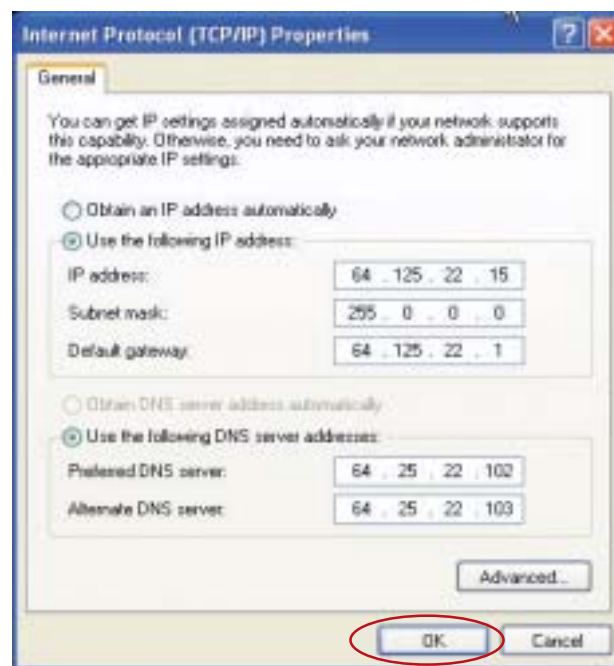 Internet Protocol (TCP/IP) Properties
General
You can get IP settings assigned automatically if your network supports
this capability. Otherwise, you need to ask your network administrator for
the appropriate IP settings.
Obtain an IP address automatically
Use the following IP address:
IP address: 64 . 125 . 22 . 15
Subnet mask: 255 . 0 . 0 . 0
Default gateway: 64 . 125 . 22 . 1
Obtain DNS server address automatically
Use the following DNS server addresses:
Preferred DNS server: 64 . 25 . 22 . 102
Alternate DNS server: 64 . 25 . 22 . 103
Advanced...
OK Cancel